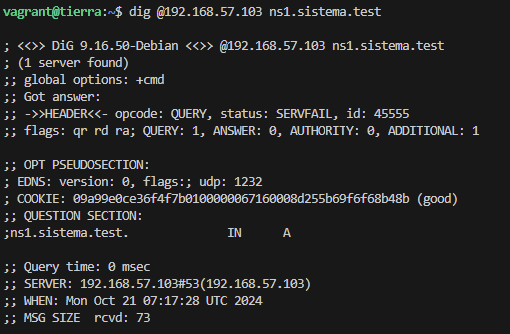 vagrant@tierra:~$ dig @192.168.57.103 ns1.sistema.test
; <<>> DiG 9.16.50-Debian <<>> @192.168.57.103 ns1.sistema.test
; (1 server found)
;; global options: +cmd
;; Got answer:
;; ->>HEADER<<- opcode: QUERY, status: SERVFAIL, id: 45555
;; flags: qr rd ra; QUERY: 1, ANSWER: 0, AUTHORITY: 0, ADDITIONAL: 1
;; OPT PSEUDOSECTION:
; EDNS: version: 0, flags:; udp: 1232
; COOKIE: 09a99e0ce36f4f7b0100000067160008d255b69f6f68b48b (good)
;; QUESTION SECTION:
;ns1.sistema.test. IN A
;; Query time: 0 msec
;; SERVER: 192.168.57.103#53(192.168.57.103)
;; WHEN: Mon Oct 21 07:17:28 UTC 2024
;; MSG SIZE rcvd: 73